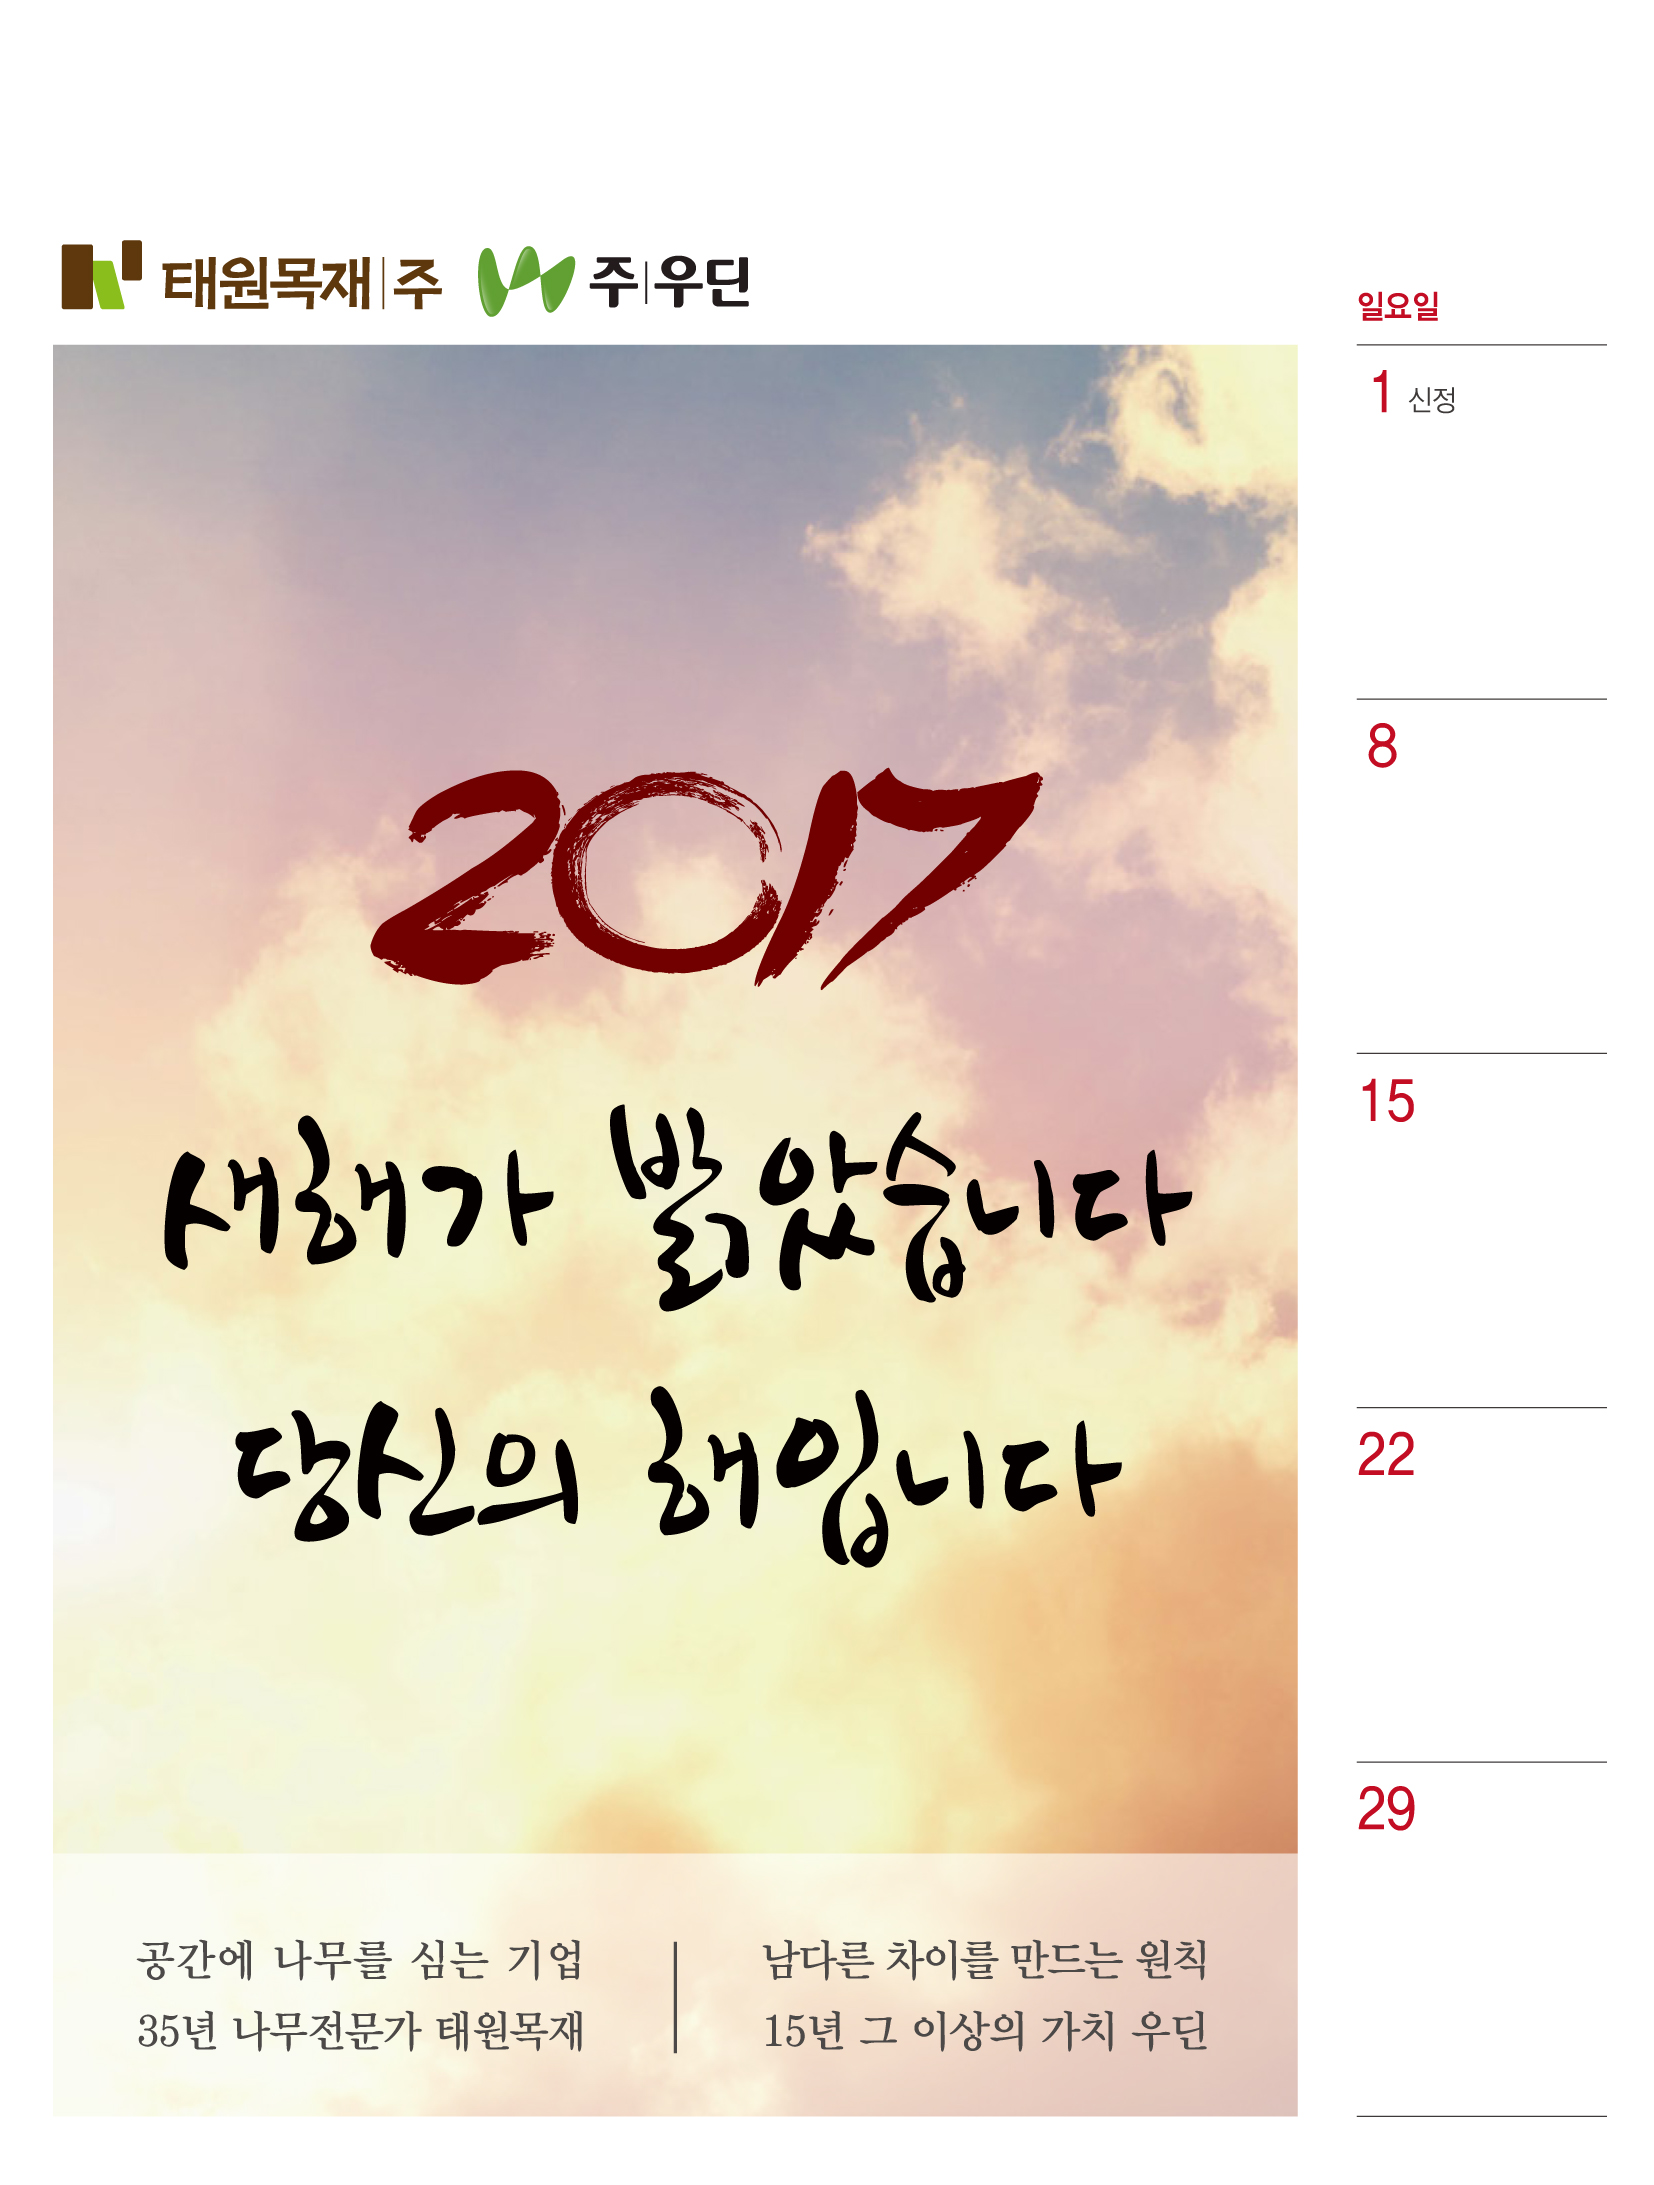 태원목재|주 주|우딘
일요일
1 신정
8
15
22
29
2017
새해가 밝았습니다
당신의 해입니다
공간에 나무를 심는 기업
35년 나무전문가 태원목재
남다른 차이를 만드는 원칙
15년 그 이상의 가치 우딘